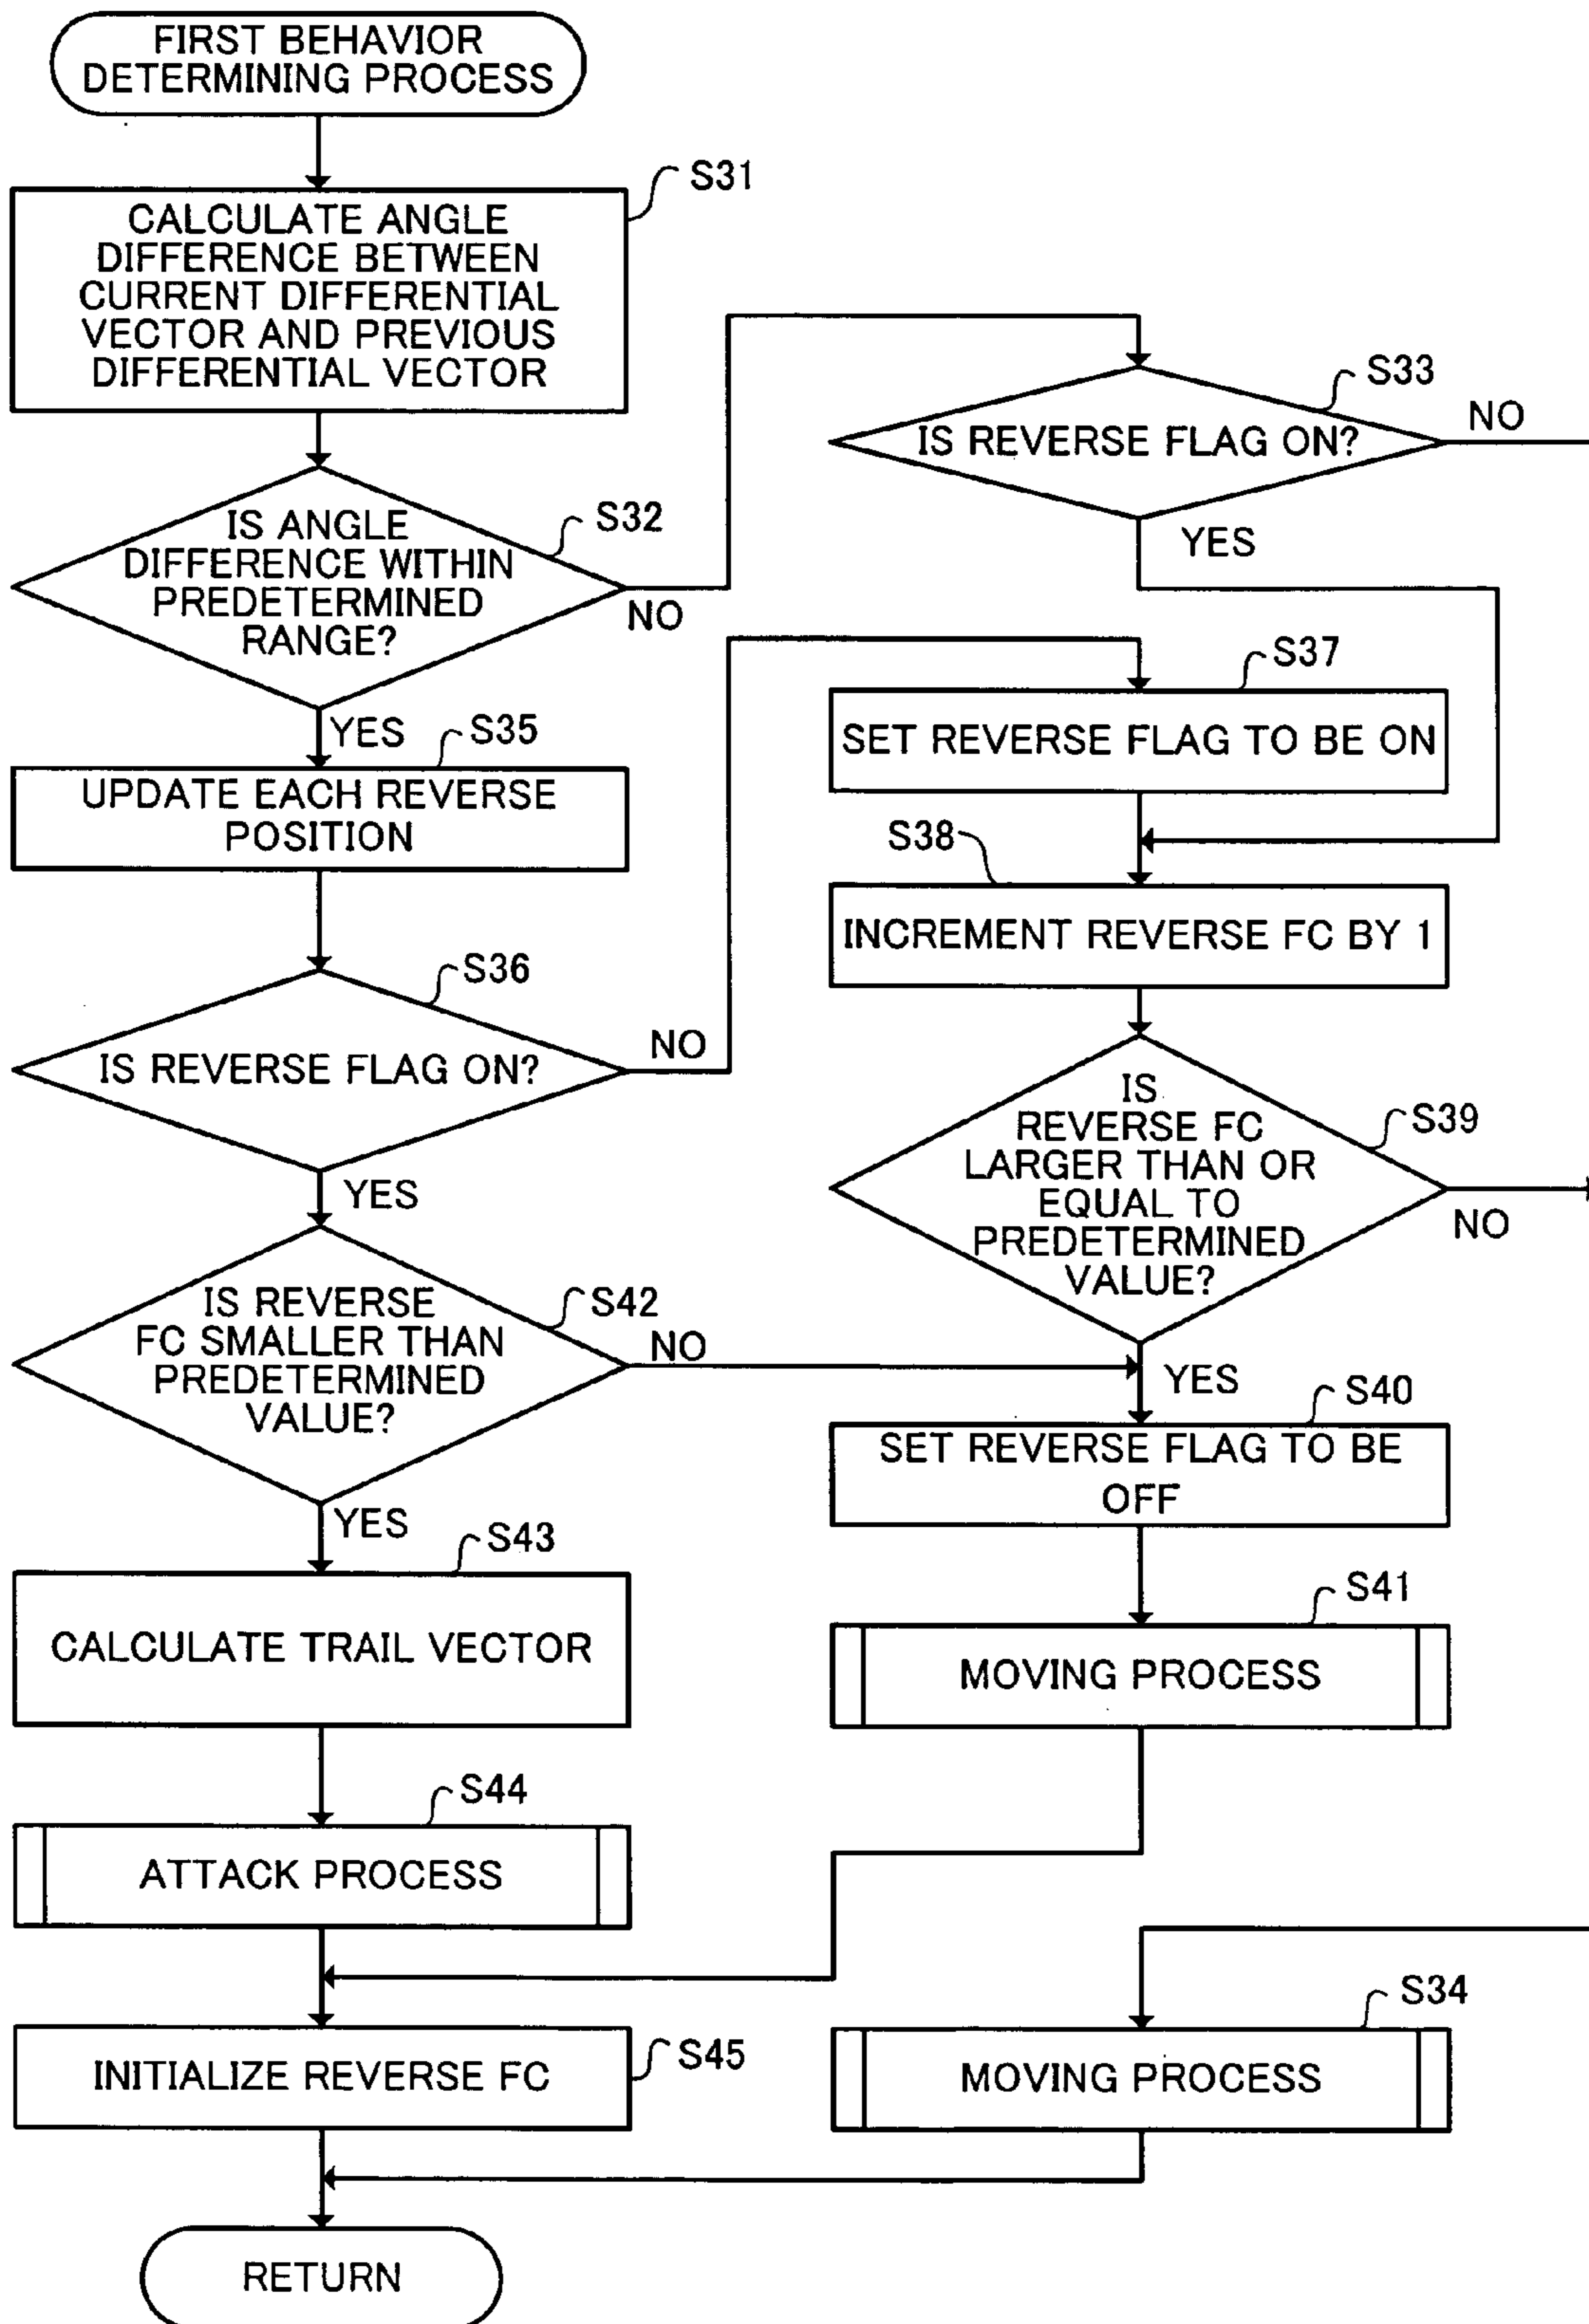 FIRST BEHAVIOR
DETERMINING PROCESS
S31
CALCULATE ANGLE
DIFFERENCE BETWEEN
CURRENT DIFFERENTIAL
VECTOR AND PREVIOUS
DIFFERENTIAL VECTOR
S32
IS ANGLE
DIFFERENCE WITHIN
PREDETERMINED
RANGE?
NO
YES
S33
IS REVERSE FLAG ON?
NO
YES
S35
UPDATE EACH REVERSE
POSITION
S36
IS REVERSE FLAG ON?
NO
YES
S37
SET REVERSE FLAG TO BE ON
S38
INCREMENT REVERSE FC BY 1
S39
IS
REVERSE FC
LARGER THAN OR
EQUAL TO
PREDETERMINED
VALUE?
NO
YES
S42
IS REVERSE
FC SMALLER THAN
PREDETERMINED
VALUE?
NO
YES
S40
SET REVERSE FLAG TO BE
OFF
S43
CALCULATE TRAIL VECTOR
S41
MOVING PROCESS
S44
ATTACK PROCESS
S45
INITIALIZE REVERSE FC
S34
MOVING PROCESS
RETURN